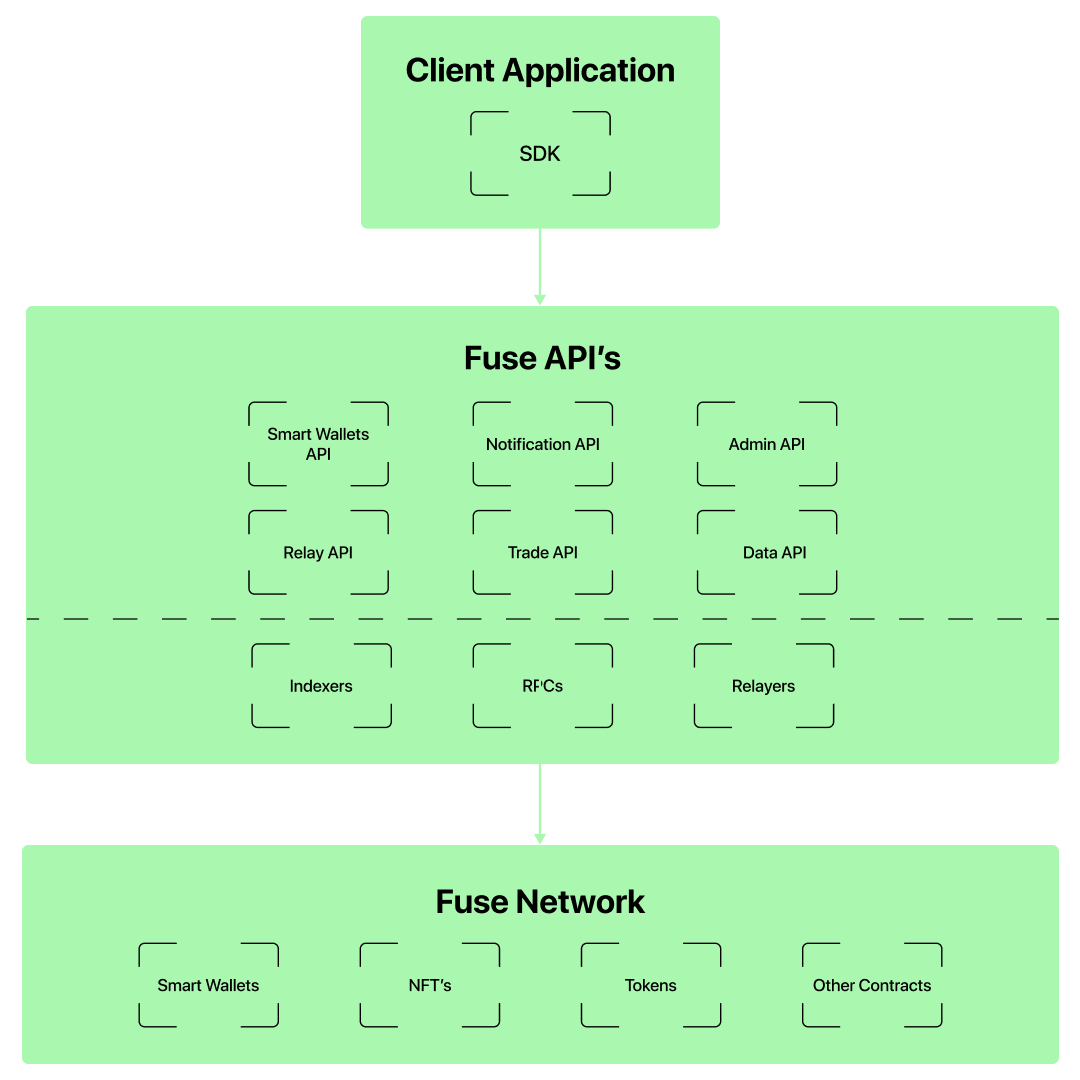 Client Application
SDK
Fuse API’s
Smart Wallets
API
Notification API
Admin API
Relay API
Trade API
Data API
Indexers
RPCs
Relayers
Fuse Network
Smart Wallets
NFT’s
Tokens
Other Contracts